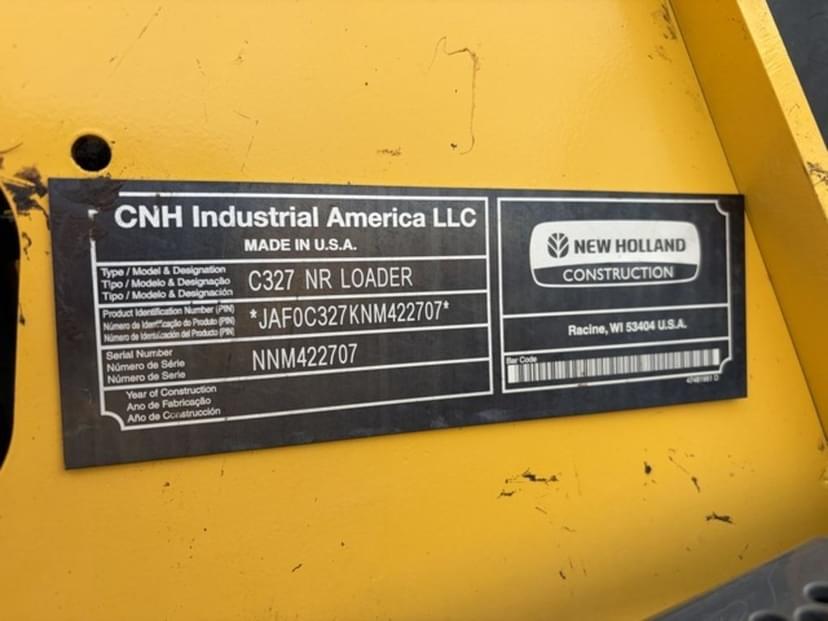 CNH Industrial America LLC
MADE IN U.S.A.
Type / Model & Designation
Tipo / Modelo & Designação
Tipo / Modelo & Designación
C327 NR LOADER
Product Identification Number (PIN)
Número de Identificação do Produto (PIN)
Número de Identificación del Producto (PIN)
*JAF0C327KNM422707*
Serial Number
Número de Série
Número de Serie
NNM422707
Year of Construction
Ano de Fabricação
Año de Construcción
NEW HOLLAND
CONSTRUCTION
Racine, WI 53404 U.S.A.
Bar Code